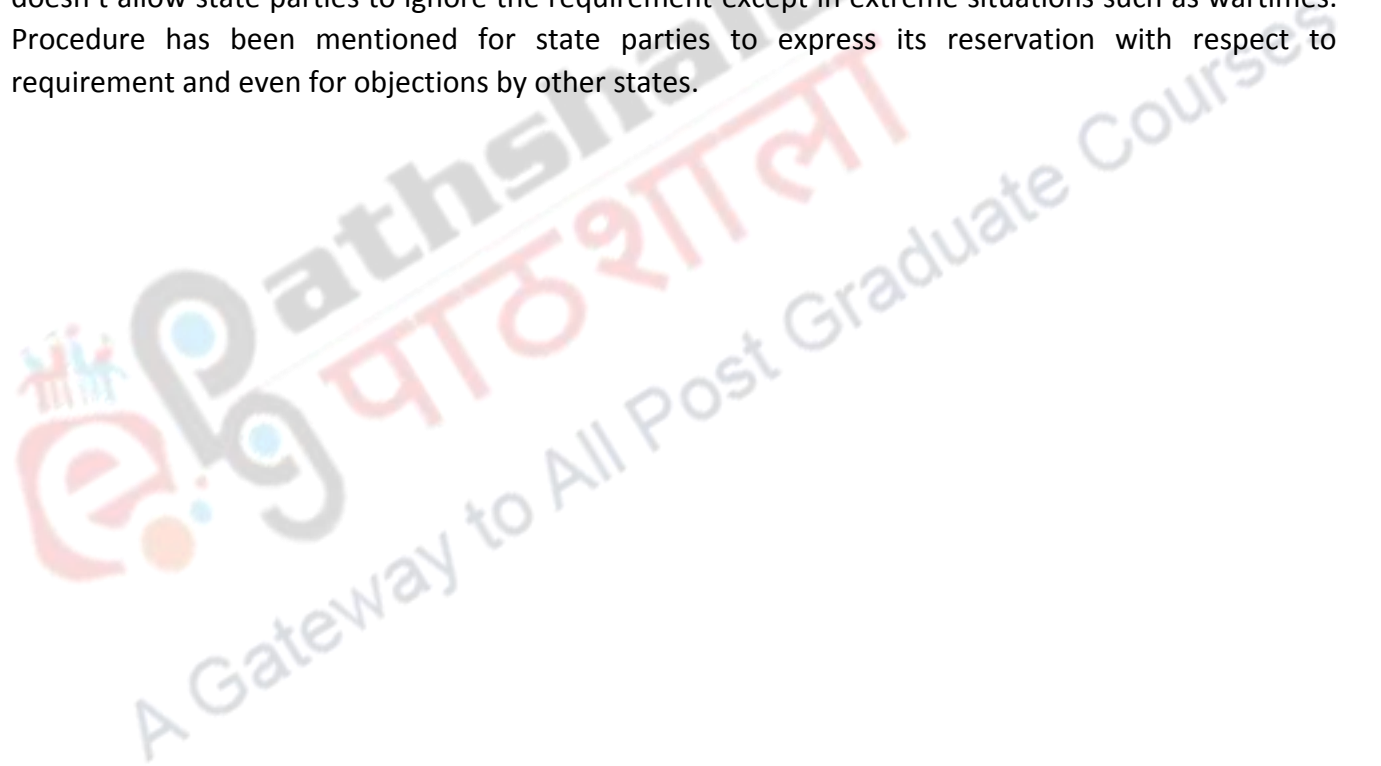 doesn't allow state parties to ignore the requirement except in extreme situations such as wartimes.
Procedure has been mentioned for state parties to express its reservation with respect to
requirement and even for objections by other states.
Pathshala
पाठशाला
A Gateway to All Post Graduate Courses